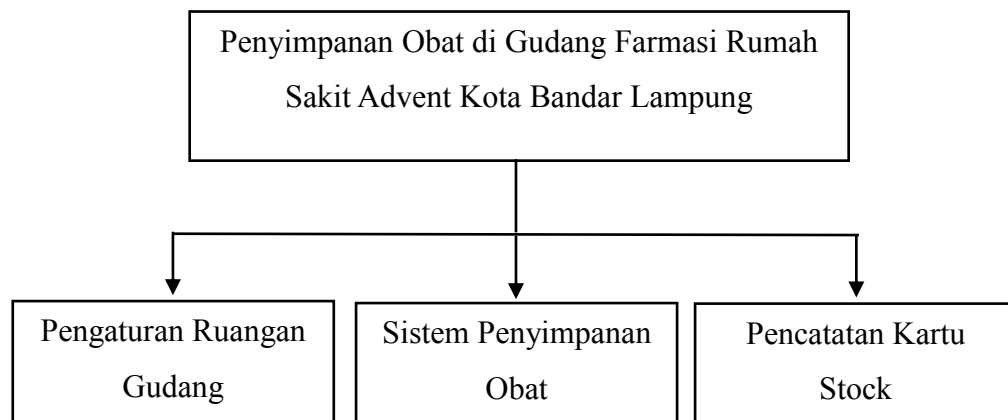 Penyimpanan Obat di Gudang Farmasi Rumah
Sakit Advent Kota Bandar Lampung
Pengaturan Ruangan
Gudang
Sistem Penyimpanan
Obat
Pencatatan Kartu
Stock